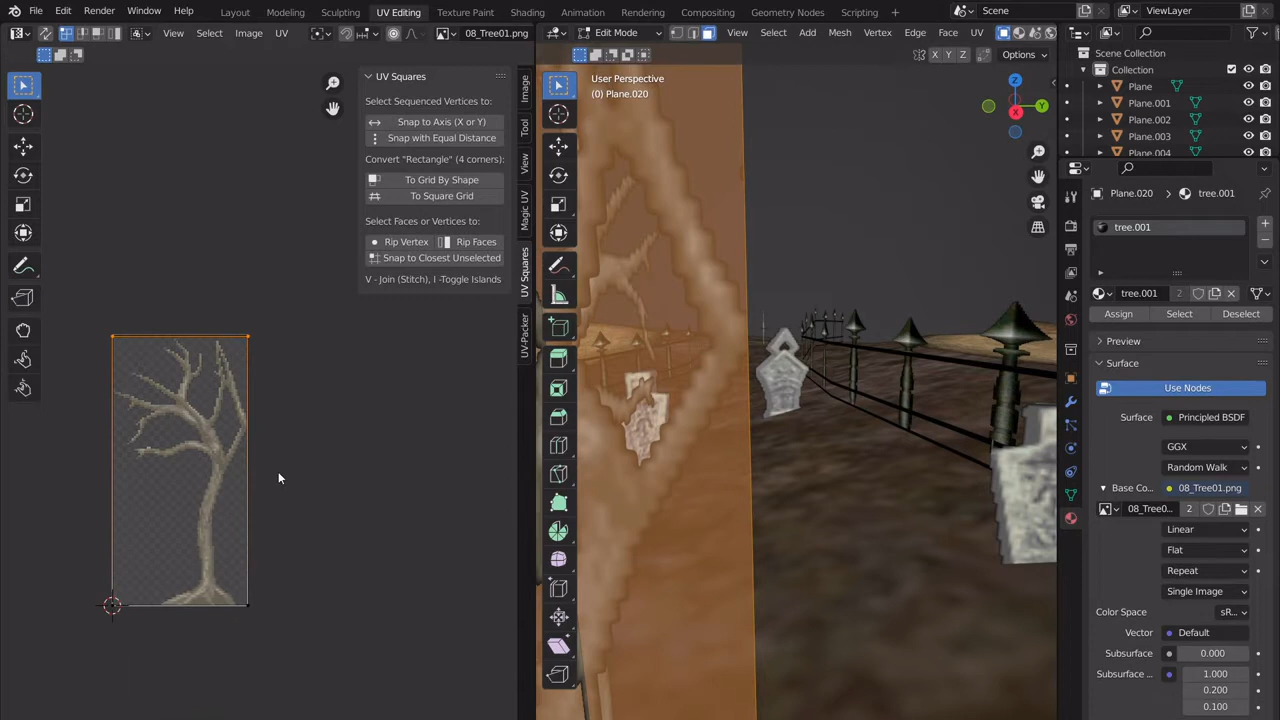 File Edit Render Window Help Layout Modeling Sculpting UV Editing Texture Paint Shading Animation Rendering Compositing Geometry Nodes Scripting + Scene ViewLayer
View Select Image UV 08_Tree01.png Edit Mode View Select Add Mesh Vertex Edge Face UV
X Y Z Options
Scene Collection
Collection
Plane
Plane.001
Plane.002
Plane.003
Plane.004
UV Squares
Select Sequenced Vertices to:
Snap to Axis (X or Y)
Snap with Equal Distance
Convert "Rectangle" (4 corners):
To Grid By Shape
To Square Grid
Select Faces or Vertices to:
Rip Vertex Rip Faces
Snap to Closest Unselected
V - Join (Stitch), I -Toggle Islands
Image
Tool
View
Magic UV
UV Squares
UV-Packer
User Perspective
(0) Plane.020
Z
Y
X
Plane.020 tree.001
tree.001
tree.001 2
Assign Select Deselect
Preview
Surface
Use Nodes
Surface Principled BSDF
GGX
Random Walk
Base Co... 08_Tree01.png
08_Tree0... 2
Linear
Flat
Repeat
Single Image
Color Space sR...
Vector Default
Subsurface 0.000
Subsurface ... 1.000
0.200
0.100